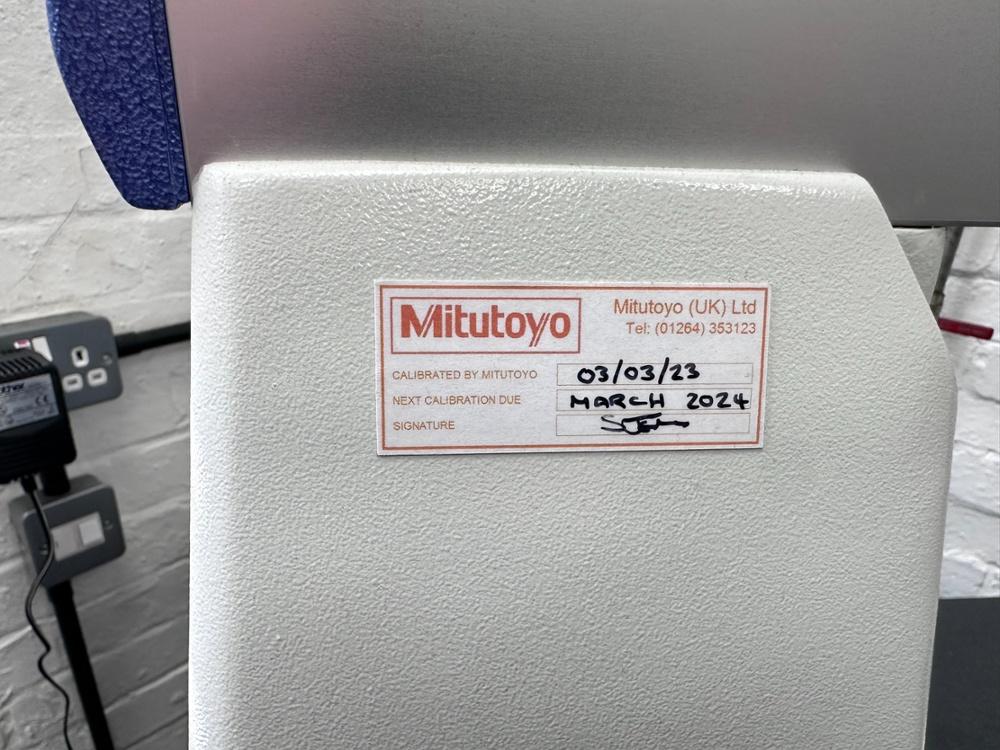 Mitutoyo
Mitutoyo (UK) Ltd
Tel: (01264) 353123
CALIBRATED BY MITUTOYO 03/03/23
NEXT CALIBRATION DUE MARCH 2024
SIGNATURE